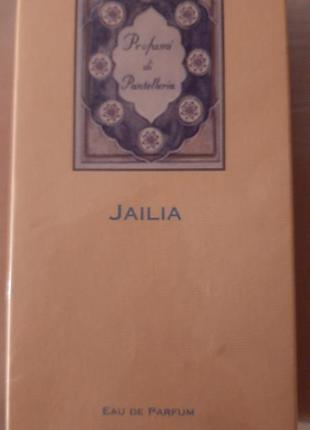 Profumi
di
Pantelleria
JAILIA
EAU DE PARFUM